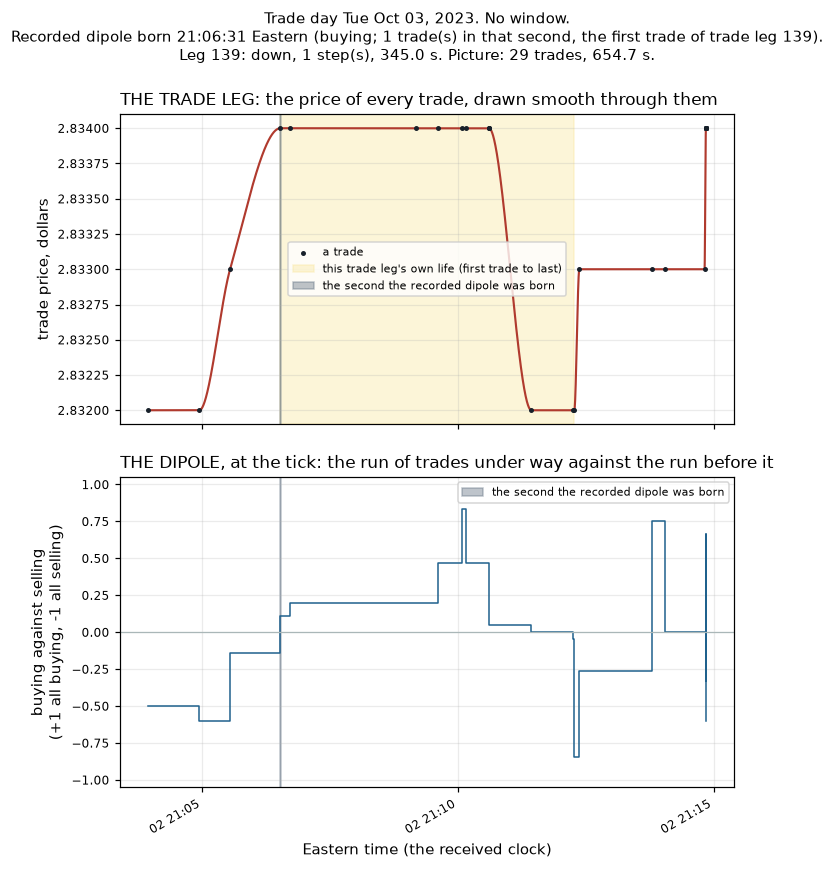 Trade day Tue Oct 03, 2023. No window.
Recorded dipole born 21:06:31 Eastern (buying; 1 trade(s) in that second, the first trade of trade leg 139).
Leg 139: down, 1 step(s), 345.0 s. Picture: 29 trades, 654.7 s.
THE TRADE LEG: the price of every trade, drawn smooth through them
trade price, dollars
2.83400
2.83375
2.83350
2.83325
2.83300
2.83275
2.83250
2.83225
2.83200
a trade
this trade leg's own life (first trade to last)
the second the recorded dipole was born
THE DIPOLE, at the tick: the run of trades under way against the run before it
buying against selling
(+1 all buying, -1 all selling)
1.00
0.75
0.50
0.25
0.00
−0.25
−0.50
−0.75
−1.00
the second the recorded dipole was born
02 21:05
02 21:10
02 21:15
Eastern time (the received clock)